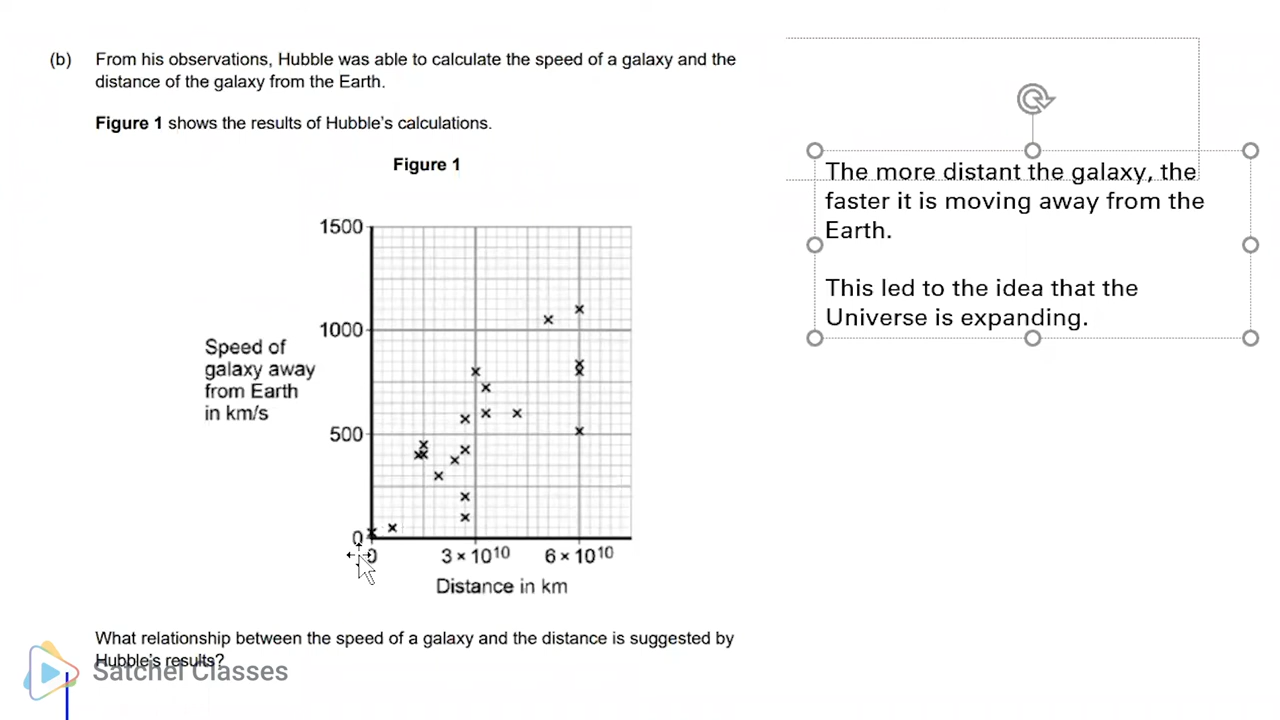 (b) From his observations, Hubble was able to calculate the speed of a galaxy and the
distance of the galaxy from the Earth.
Figure 1 shows the results of Hubble's calculations.
Figure 1
1500
1000
500
0
Speed of
galaxy away
from Earth
in km/s
0 3 × 10¹⁰ 6 × 10¹⁰
Distance in km
What relationship between the speed of a galaxy and the distance is suggested by
Hubble's results?
Satchel Classes
The more distant the galaxy, the
faster it is moving away from the
Earth.
This led to the idea that the
Universe is expanding.